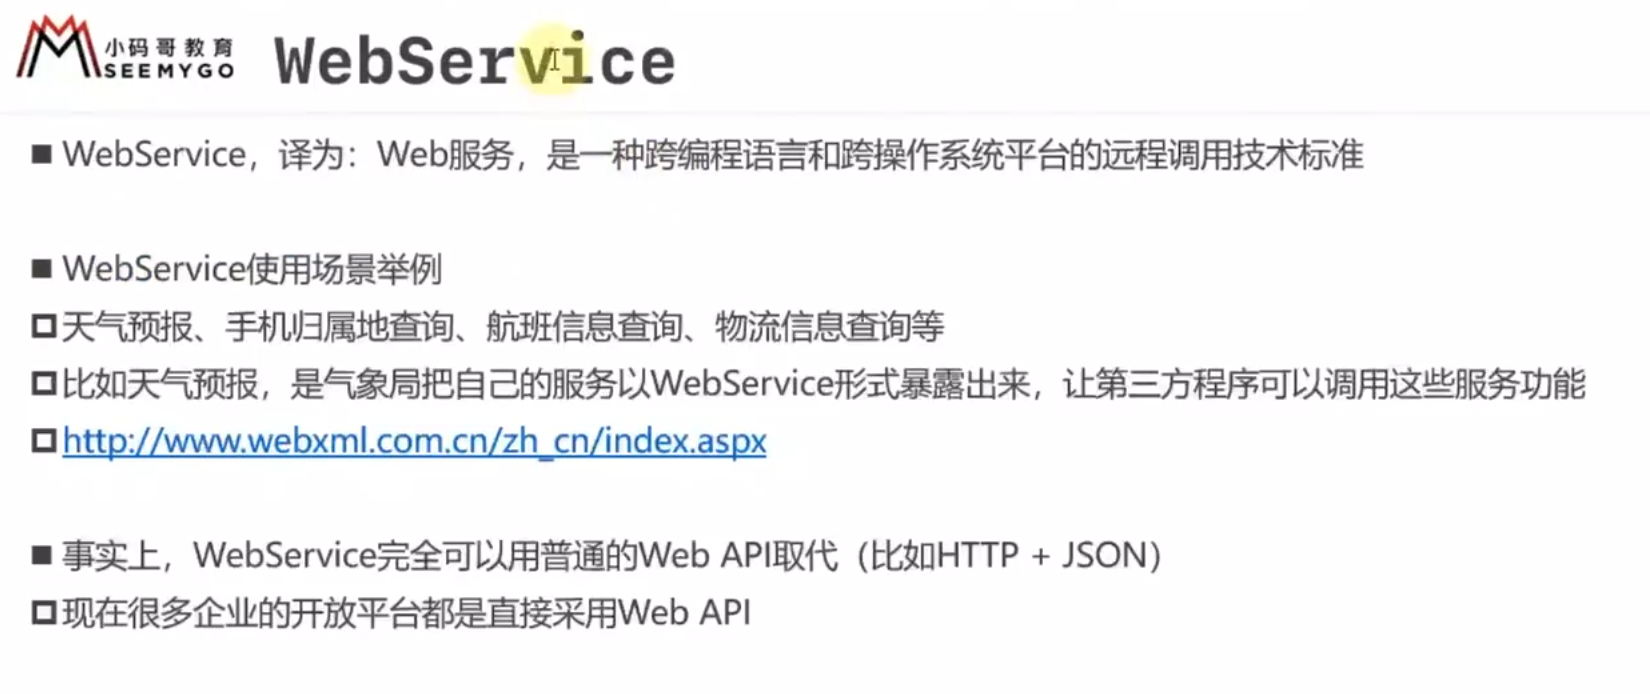 小码哥教育
SEEMYGO
WebService
■ WebService，译为：Web服务，是一种跨编程语言和跨操作系统平台的远程调用技术标准
■ WebService使用场景举例
天气预报、手机归属地查询、航班信息查询、物流信息查询等
比如天气预报，是气象局把自己的服务以WebService形式暴露出来，让第三方程序可以调用这些服务功能
http://www.webxml.com.cn/zh_cn/index.aspx
■ 事实上，WebService完全可以用普通的Web API取代（比如HTTP + JSON）
现在很多企业的开放平台都是直接采用Web API